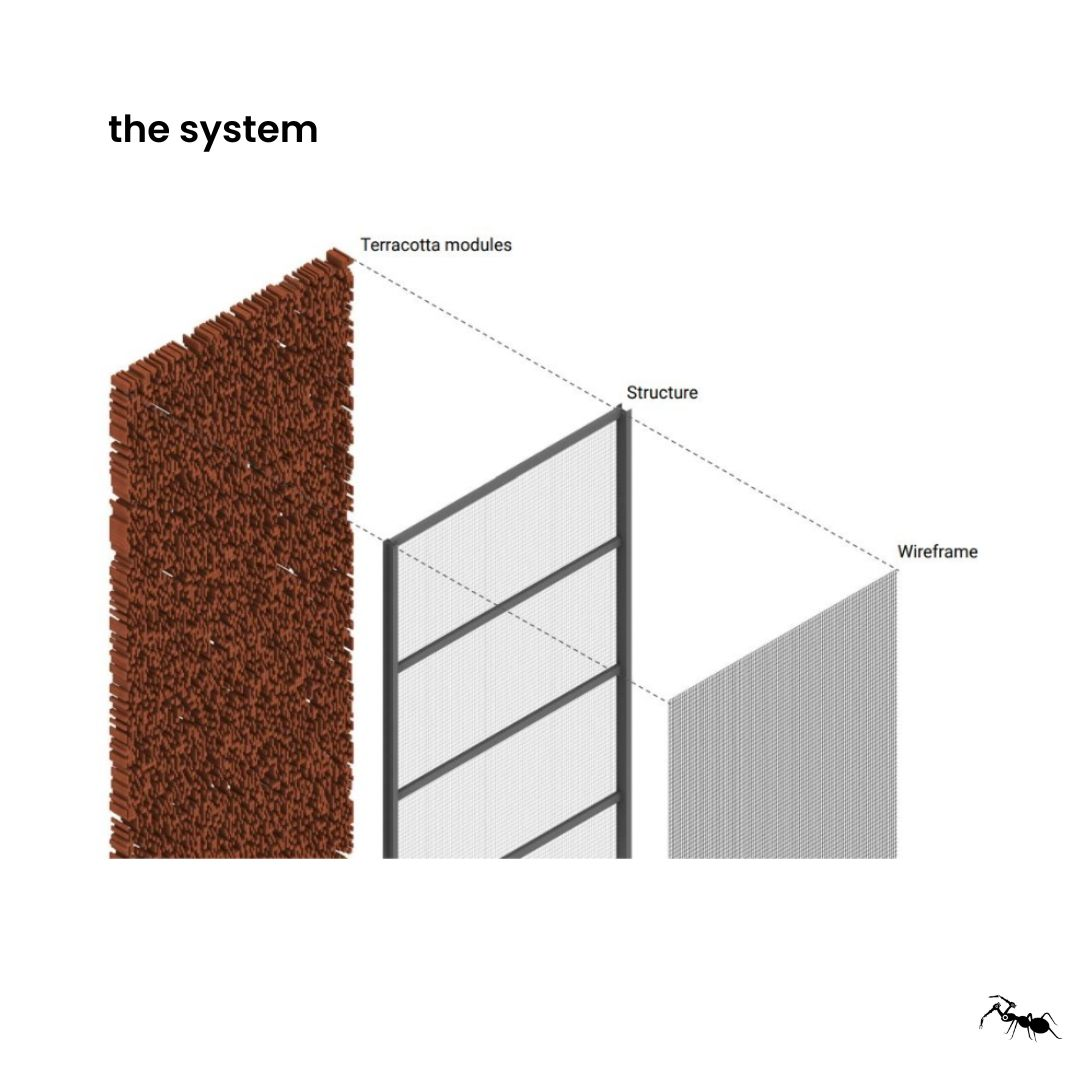 the system
Terracotta modules
Structure
Wireframe